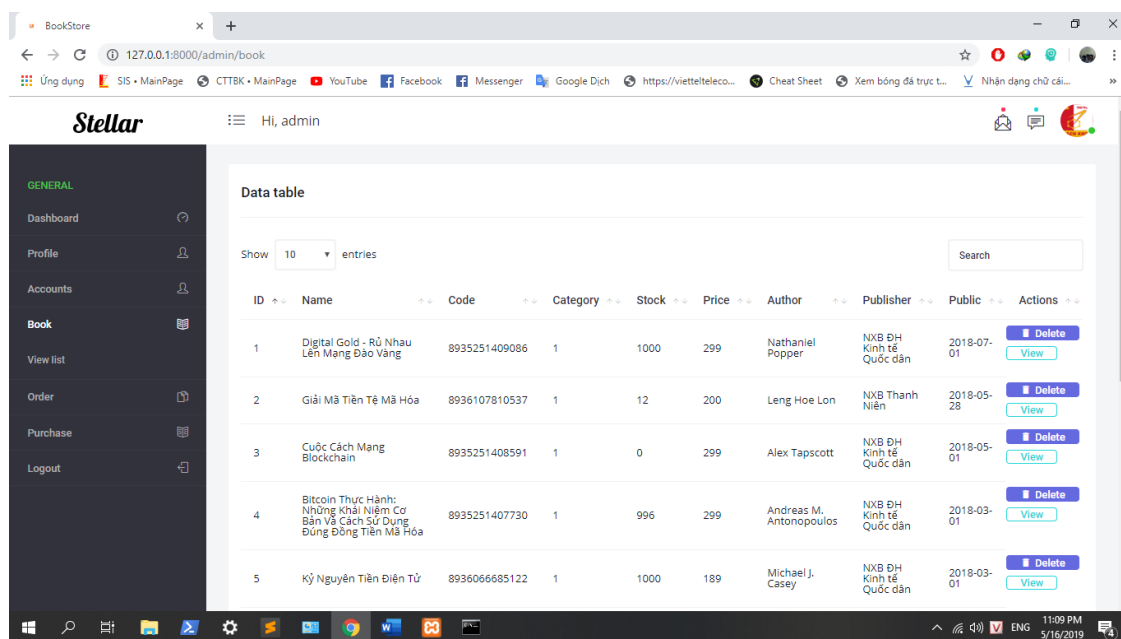 BookStore
127.0.0.1:8000/admin/book
Ứng dụng SIS • MainPage CTTBK • MainPage YouTube Facebook Messenger Google Dịch https://viettelteleco... Cheat Sheet Xem bóng đá trực t... Nhận dạng chữ cái... »
Stellar Hi, admin
GENERAL
Dashboard
Profile
Accounts
Book
View list
Order
Purchase
Logout
Data table
Show 10 entries Search
ID Name Code Category Stock Price Author Publisher Public Actions
1 Digital Gold - Rủ Nhau Lên Mạng Đào Vàng 8935251409086 1 1000 299 Nathaniel Popper NXB ĐH Kinh tế Quốc dân 2018-07-01 Delete View
2 Giải Mã Tiền Tệ Mã Hóa 8936107810537 1 12 200 Leng Hoe Lon NXB Thanh Niên 2018-05-28 Delete View
3 Cuộc Cách Mạng Blockchain 8935251408591 1 0 299 Alex Tapscott NXB ĐH Kinh tế Quốc dân 2018-05-01 Delete View
4 Bitcoin Thực Hành: Những Khái Niệm Cơ Bản Và Cách Sử Dụng Đúng Đồng Tiền Mã Hóa 8935251407730 1 996 299 Andreas M. Antonopoulos NXB ĐH Kinh tế Quốc dân 2018-03-01 Delete View
5 Kỷ Nguyên Tiền Điện Tử 8936066685122 1 1000 189 Michael J. Casey NXB ĐH Kinh tế Quốc dân 2018-03-01 Delete View
ENG 11:09 PM
5/16/2019